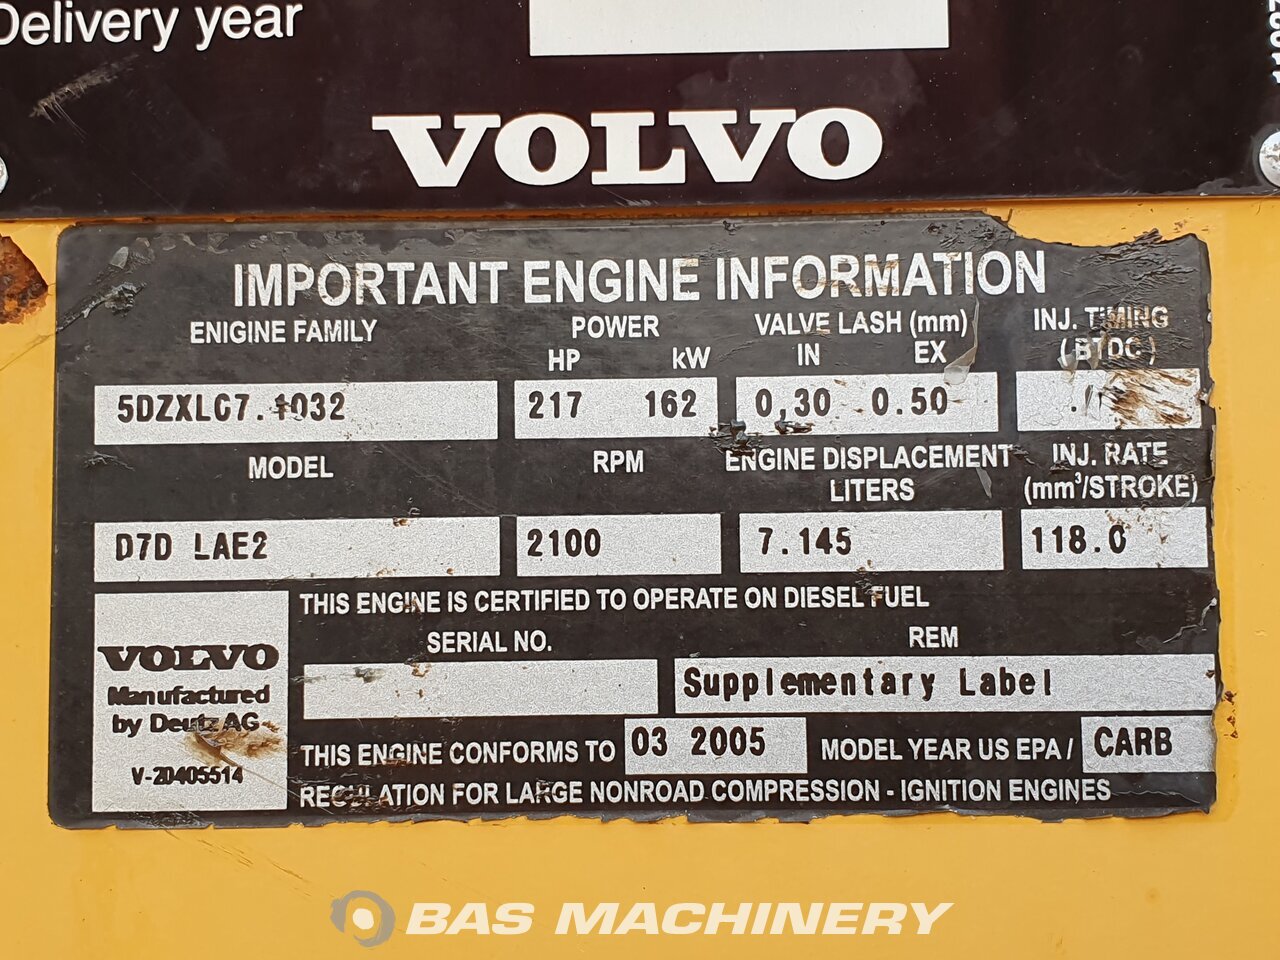 Delivery year
VOLVO
IMPORTANT ENGINE INFORMATION
ENIGINE FAMILY POWER VALVE LASH (mm) INJ. TIMING
HP kW IN EX (BTDC)
5DZXL07.1032 217 162 0,30 0.50
MODEL RPM ENGINE DISPLACEMENT LITERS INJ. RATE (mm³/STROKE)
D7D LAE2 2100 7.145 118.0
THIS ENGINE IS CERTIFIED TO OPERATE ON DIESEL FUEL
SERIAL NO. REM
VOLVO
Manufactured
by Deutz AG
V-20405514
Supplementary Label
THIS ENGINE CONFORMS TO 03 2005 MODEL YEAR US EPA / CARB
REGULATION FOR LARGE NONROAD COMPRESSION - IGNITION ENGINES
BAS MACHINERY